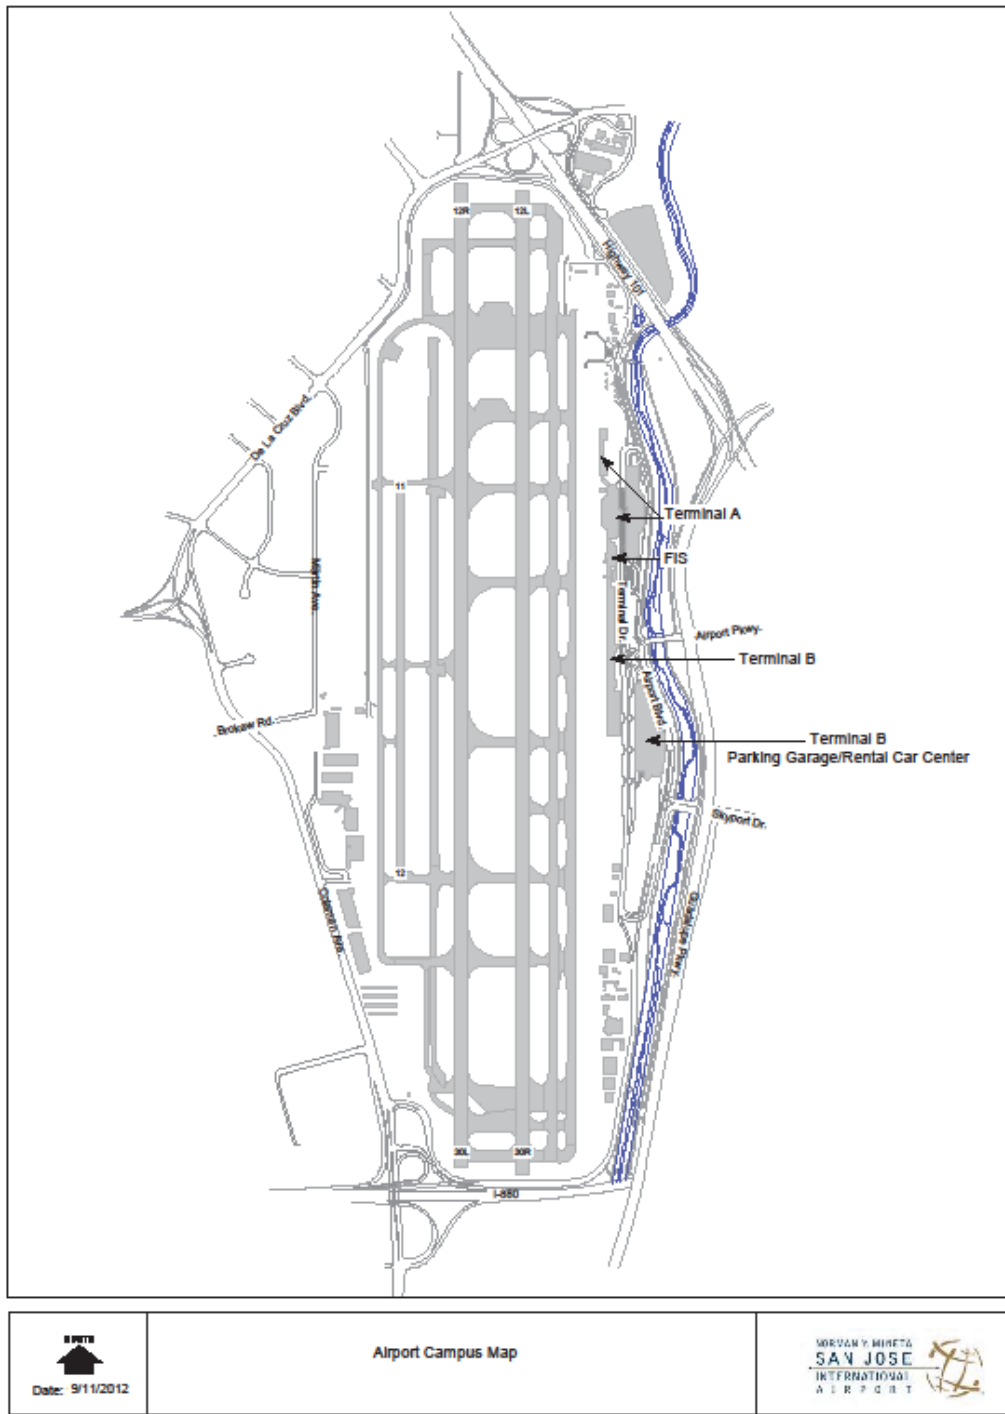 12R
12L
Highway 101
De La Cruz Blvd.
11
Terminal A
FIS
Martin Ave.
Terminal Dr.
Airport Pkwy.
Terminal B
Airport Blvd.
Brokaw Rd.
Terminal B
Parking Garage/Rental Car Center
Skyport Dr.
12
Coleman Ave.
Guadalupe Pkwy.
30L
30R
I-880
NORTH
Date: 9/11/2012
Airport Campus Map
NORMAN Y. MINETA
SAN JOSE
INTERNATIONAL
AIRPORT